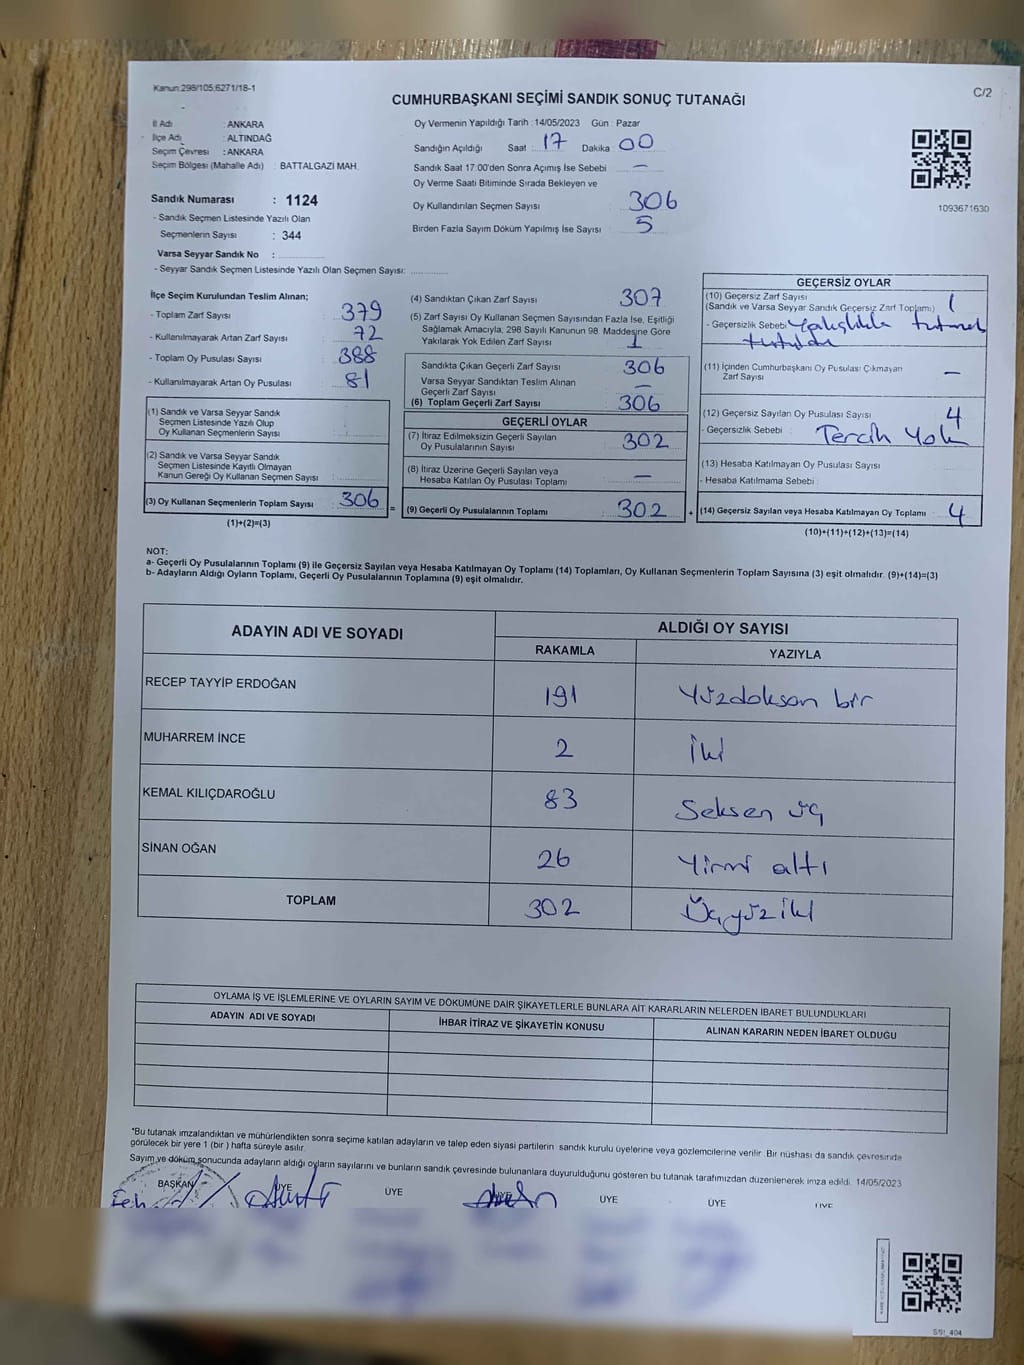 Kanun:298/105;6271/18-1
C/2
CUMHURBAŞKANI SEÇİMİ SANDIK SONUÇ TUTANAĞI
İl Adı : ANKARA
İlçe Adı : ALTINDAĞ
Seçim Çevresi : ANKARA
Seçim Bölgesi (Mahalle Adı) : BATTALGAZİ MAH.
Sandık Numarası : 1124
- Sandık Seçmen Listesinde Yazılı Olan
Seçmenlerin Sayısı : 344
Varsa Seyyar Sandık No :
- Seyyar Sandık Seçmen Listesinde Yazılı Olan Seçmen Sayısı:
Oy Vermenin Yapıldığı Tarih : 14/05/2023 Gün : Pazar
Sandığın Açıldığı Saat : 17 Dakika : 00
Sandık Saat 17:00'den Sonra Açımış İse Sebebi : —
Oy Verme Saati Bitiminde Sırada Bekleyen ve
Oy Kullandırılan Seçmen Sayısı : 306
Birden Fazla Sayım Döküm Yapılmış İse Sayısı : 5
1093671630
İlçe Seçim Kurulundan Teslim Alınan;
- Toplam Zarf Sayısı : 379
- Kullanılmayarak Artan Zarf Sayısı : 72
- Toplam Oy Pusulası Sayısı : 388
- Kullanılmayarak Artan Oy Pusulası : 81
(1) Sandık ve Varsa Seyyar Sandık
Seçmen Listesinde Yazılı Olup
Oy Kullanan Seçmenlerin Sayısı :
(2) Sandık ve Varsa Seyyar Sandık
Seçmen Listesinde Kayıtlı Olmayan
Kanun Gereği Oy Kullanan Seçmen Sayısı :
(3) Oy Kullanan Seçmenlerin Toplam Sayısı : 306 =
(1)+(2)=(3)
(4) Sandıktan Çıkan Zarf Sayısı : 307
(5) Zarf Sayısı Oy Kullanan Seçmen Sayısından Fazla İse, Eşitliği
Sağlamak Amacıyla, 298 Sayılı Kanunun 98. Maddesine Göre
Yakılarak Yok Edilen Zarf Sayısı : 1
Sandıkta Çıkan Geçerli Zarf Sayısı : 306
Varsa Seyyar Sandıktan Teslim Alınan
Geçerli Zarf Sayısı : —
(6) Toplam Geçerli Zarf Sayısı : 306
GEÇERLİ OYLAR
(7) İtiraz Edilmeksizin Geçerli Sayılan
Oy Pusulalarının Sayısı : 302
(8) İtiraz Üzerine Geçerli Sayılan veya
Hesaba Katılan Oy Pusulası Toplamı : —
(9) Geçerli Oy Pusulalarının Toplamı : 302 +
GEÇERSİZ OYLAR
(10) Geçersiz Zarf Sayısı
(Sandık ve Varsa Seyyar Sandık Geçersiz Zarf Toplamı) : 1
- Geçersizlik Sebebi :
(11) İçinden Cumhurbaşkanı Oy Pusulası Çıkmayan
Zarf Sayısı : —
(12) Geçersiz Sayılan Oy Pusulası Sayısı : 4
- Geçersizlik Sebebi : Tercih Yok
(13) Hesaba Katılmayan Oy Pusulası Sayısı :
- Hesaba Katılmama Sebebi :
(14) Geçersiz Sayılan veya Hesaba Katılmayan Oy Toplamı : 4
(10)+(11)+(12)+(13)=(14)
NOT:
a- Geçerli Oy Pusulalarının Toplamı (9) ile Geçersiz Sayılan veya Hesaba Katılmayan Oy Toplamı (14) Toplamları, Oy Kullanan Seçmenlerin Toplam Sayısına (3) eşit olmalıdır. (9)+(14)=(3)
b- Adayların Aldığı Oyların Toplamı, Geçerli Oy Pusulalarının Toplamına (9) eşit olmalıdır.
ADAYIN ADI VE SOYADI
ALDIĞI OY SAYISI
RAKAMLA YAZIYLA
RECEP TAYYİP ERDOĞAN 191 Yüzdoksan bir
MUHARREM İNCE 2 İki
KEMAL KILIÇDAROĞLU 83 Seksen üç
SİNAN OĞAN 26 Yirmi altı
TOPLAM 302 Üçyüziki
OYLAMA İŞ VE İŞLEMLERİNE VE OYLARIN SAYIM VE DÖKÜMÜNE DAİR ŞİKAYETLERLE BUNLARA AİT KARARLARIN NELERDEN İBARET BULUNDUKLARI
ADAYIN ADI VE SOYADI İHBAR İTİRAZ VE ŞİKAYETİN KONUSU ALINAN KARARIN NEDEN İBARET OLDUĞU
*Bu tutanak imzalandıktan ve mühürlendikten sonra seçime katılan adayların ve talep eden siyasi partilerin sandık kurulu üyelerine veya gözlemcilerine verilir. Bir nüshası da sandık çevresinde
görülecek bir yere 1 (bir ) hafta süreyle asılır.
Sayım ve döküm sonucunda adayların aldığı oyların sayılarını ve bunların sandık çevresinde bulunanlara duyurulduğunu gösteren bu tutanak tarafımızdan düzenlenerek imza edildi. 14/05/2023
BAŞKAN ÜYE ÜYE ÜYE ÜYE ÜYE ÜYE